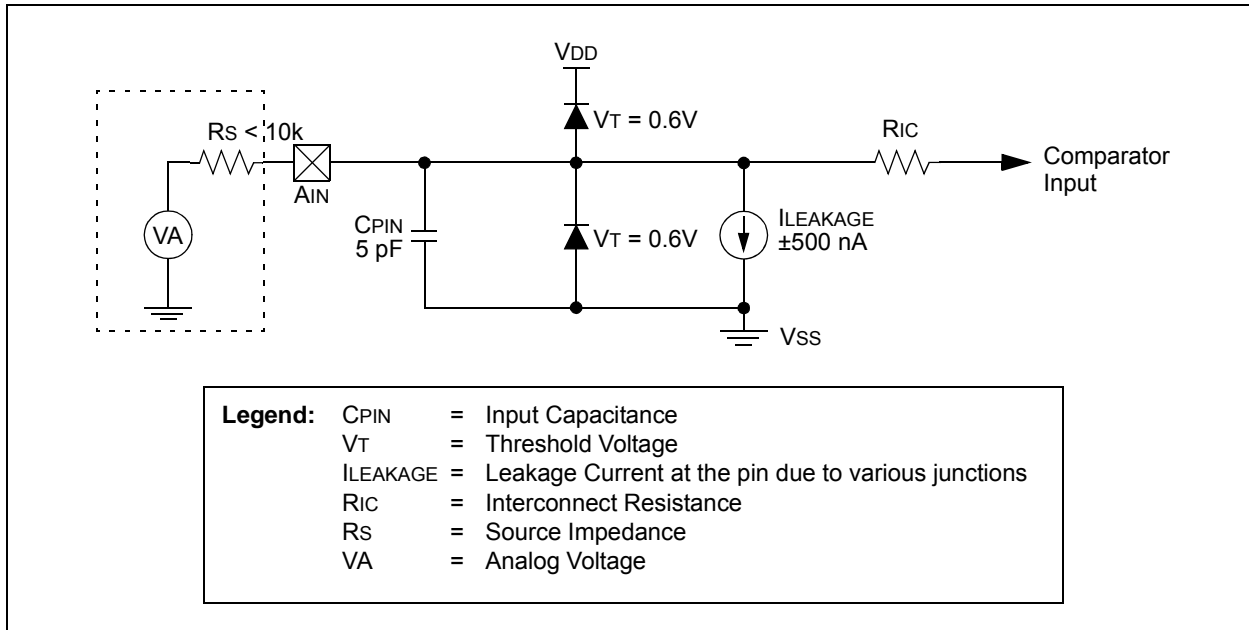 VDD
VT = 0.6V
RS < 10k
RIC
Comparator
Input
AIN
VA
CPIN
5 pF
VT = 0.6V
ILEAKAGE
±500 nA
VSS
Legend: CPIN = Input Capacitance
VT = Threshold Voltage
ILEAKAGE = Leakage Current at the pin due to various junctions
RIC = Interconnect Resistance
RS = Source Impedance
VA = Analog Voltage